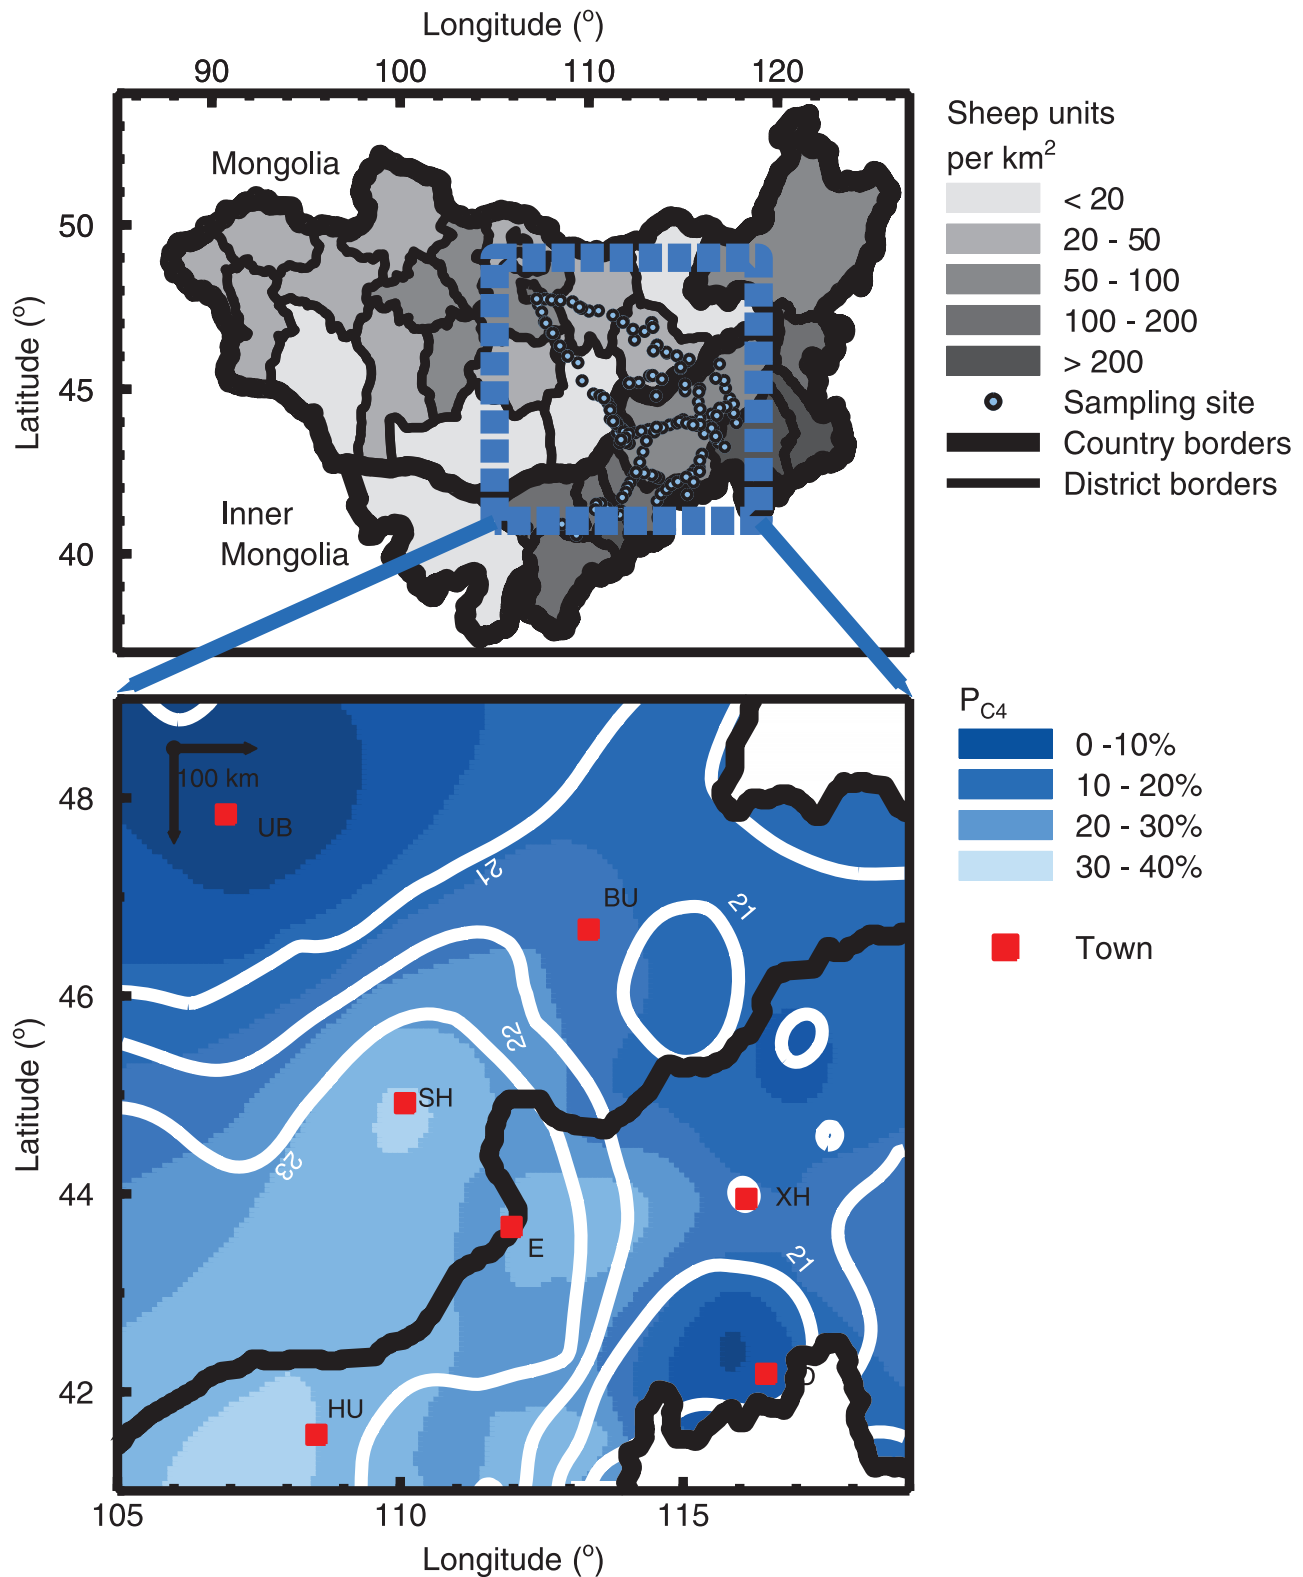 Longitude (º)
90 100 110 120
Mongolia
50
45
40
Latitude (º)
Inner
Mongolia
Sheep units
per km²
< 20
20 - 50
50 - 100
100 - 200
> 200
Sampling site
Country borders
District borders
100 km
UB
48
21
BU
21
46
22
SH
23
44
XH
E
21
42
HU
Latitude (º)
105 110 115
Longitude (º)
P_C4
0 -10%
10 - 20%
20 - 30%
30 - 40%
Town